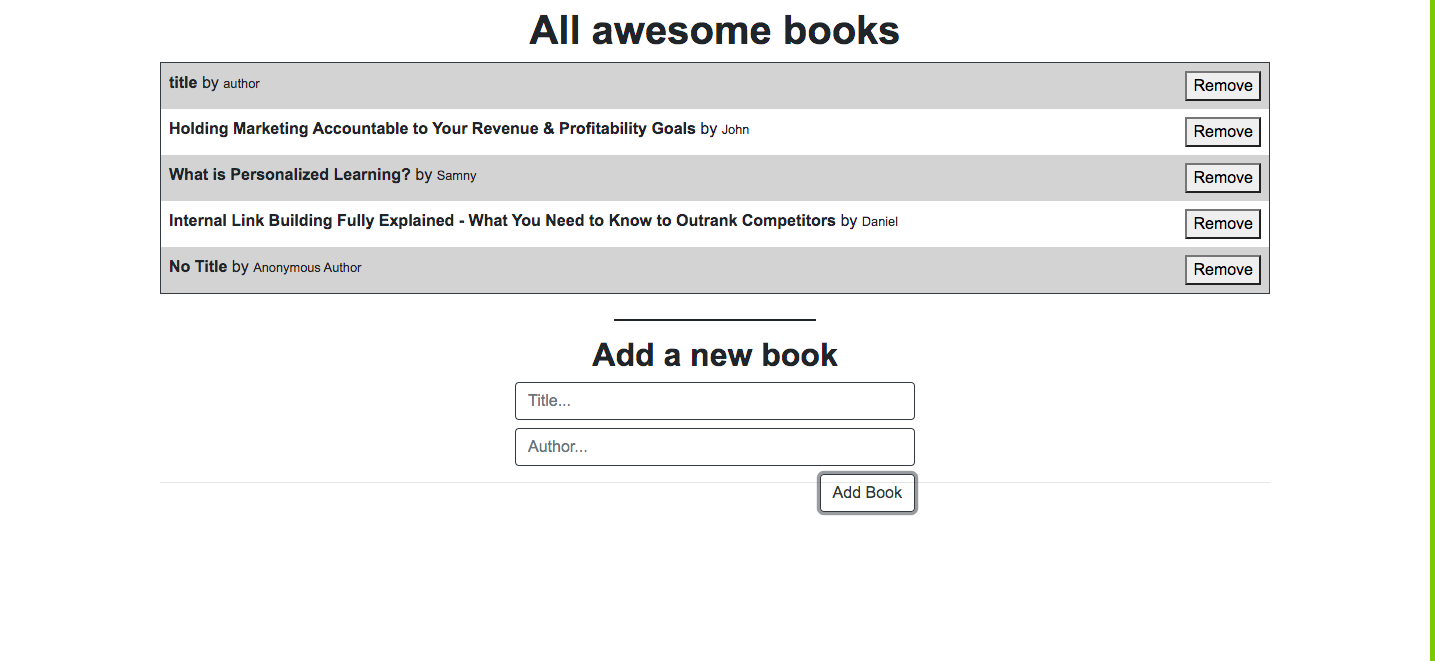 All awesome books
title by author Remove
Holding Marketing Accountable to Your Revenue & Profitability Goals by John Remove
What is Personalized Learning? by Samny Remove
Internal Link Building Fully Explained - What You Need to Know to Outrank Competitors by Daniel Remove
No Title by Anonymous Author Remove
Add a new book
Title...
Author...
Add Book